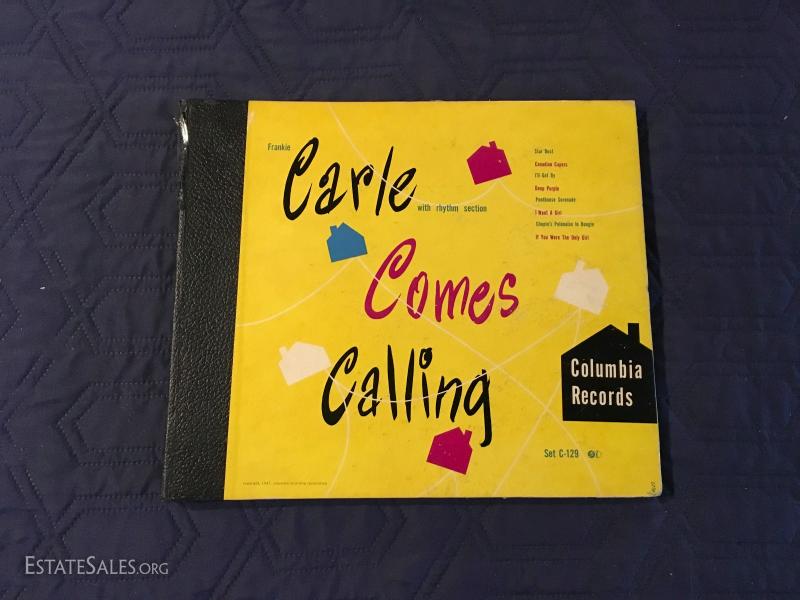 Frankie
Carle
with rhythm section
Comes
Calling
Star Dust
Canadian Capers
I'll Get By
Deep Purple
Penthouse Serenade
I Want A Girl
Chopin's Polonaise In Boogie
If You Were The Only Girl
Columbia
Records
Set C-129
ESTATESALES.ORG